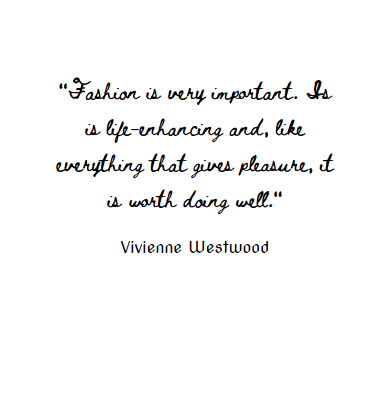 "Fashion is very important. Is
is life-enhancing and, like
everything that gives pleasure, it
is worth doing well."
Vivienne Westwood